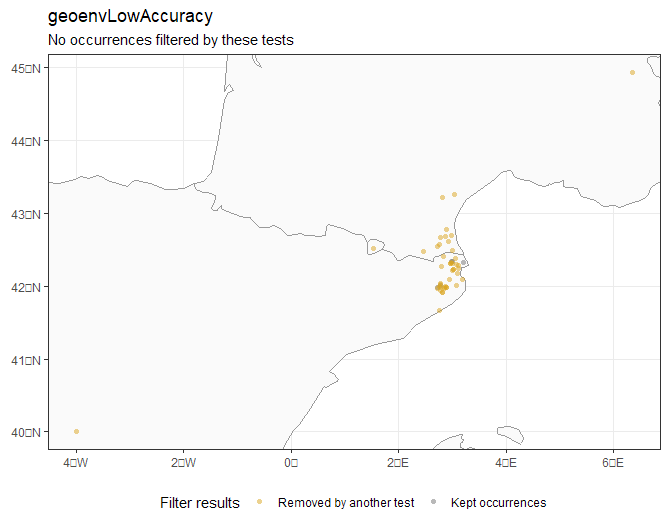 geoenvLowAccuracy
No occurrences filtered by these tests
45□N
44□N
43□N
42□N
41□N
40□N
4□W
2□W
0□
2□E
4□E
6□E
Filter results
Removed by another test
Kept occurrences